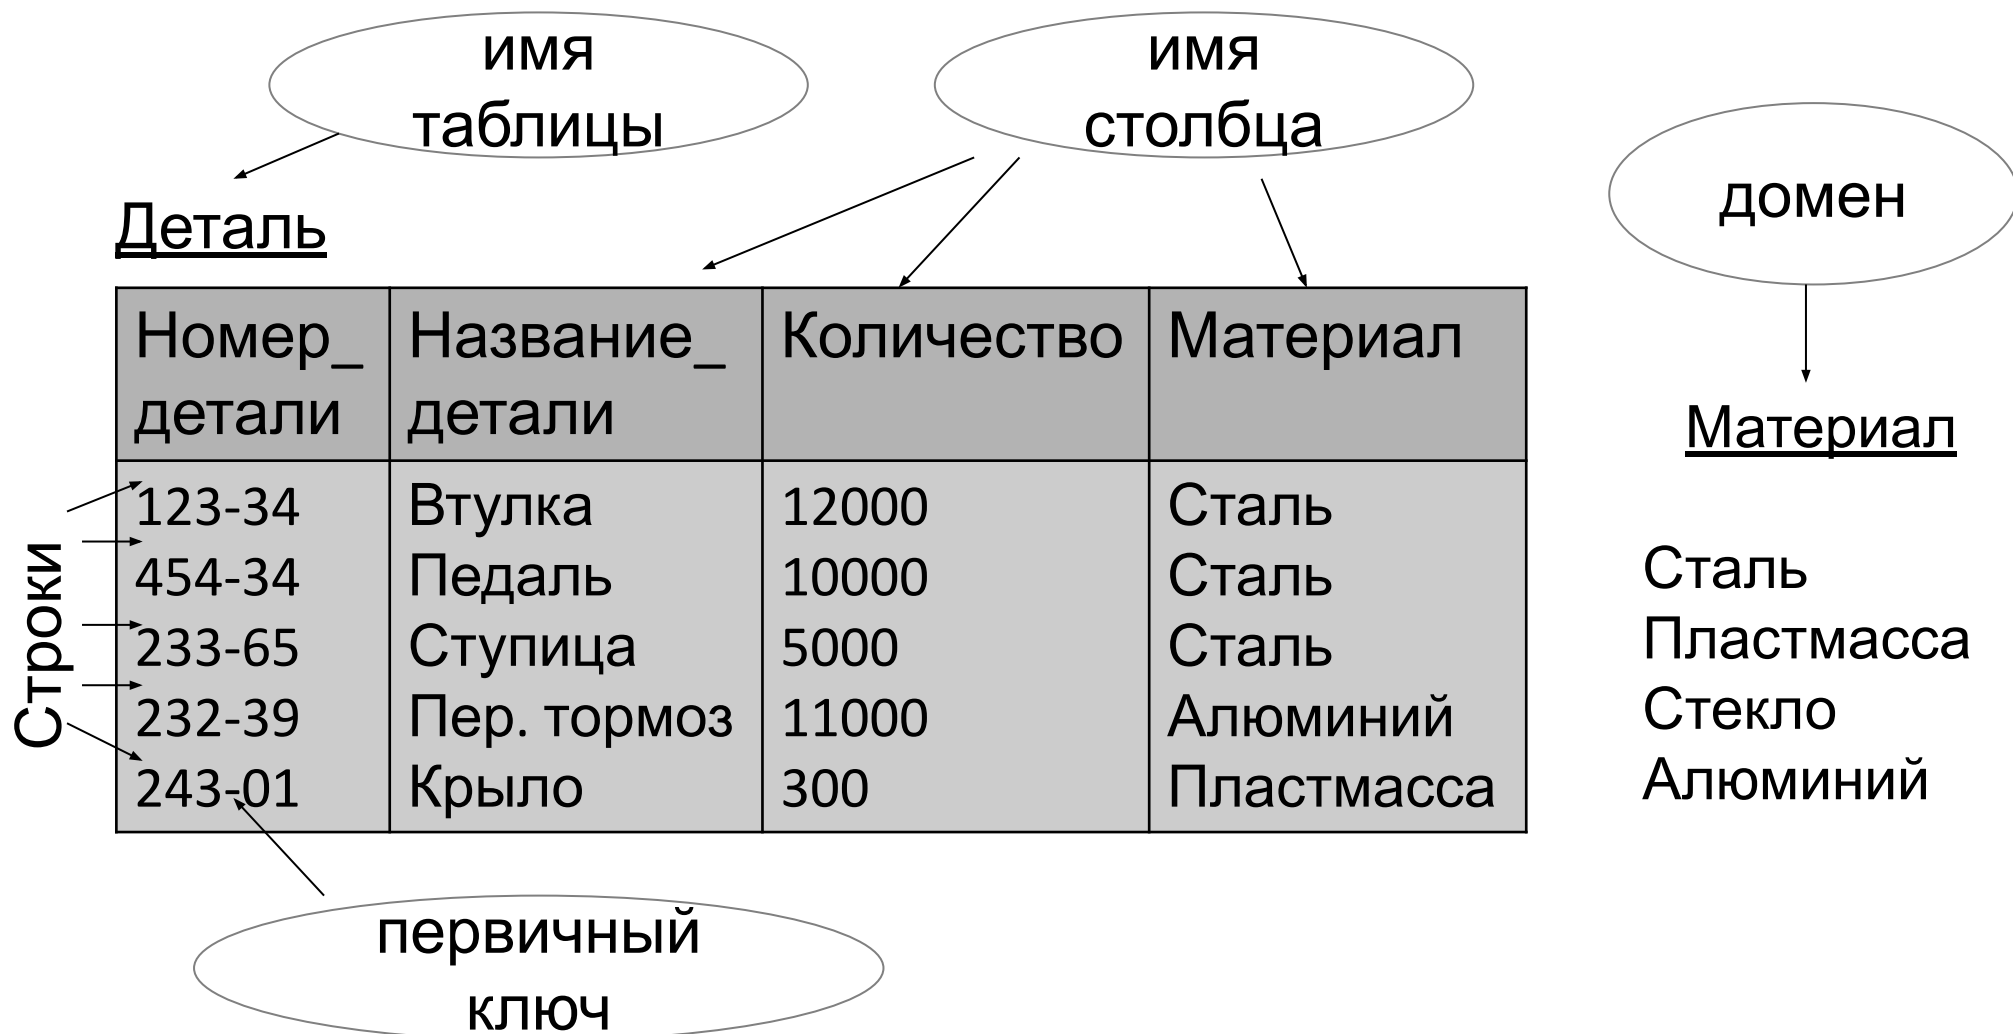 имя
таблицы
имя
столбца
домен
Деталь
Номер_
детали
Название_
детали
Количество
Материал
123-34 Втулка 12000 Сталь
454-34 Педаль 10000 Сталь
233-65 Ступица 5000 Сталь
232-39 Пер. тормоз 11000 Алюминий
243-01 Крыло 300 Пластмасса
Строки
Материал
Сталь
Пластмасса
Стекло
Алюминий
первичный
ключ